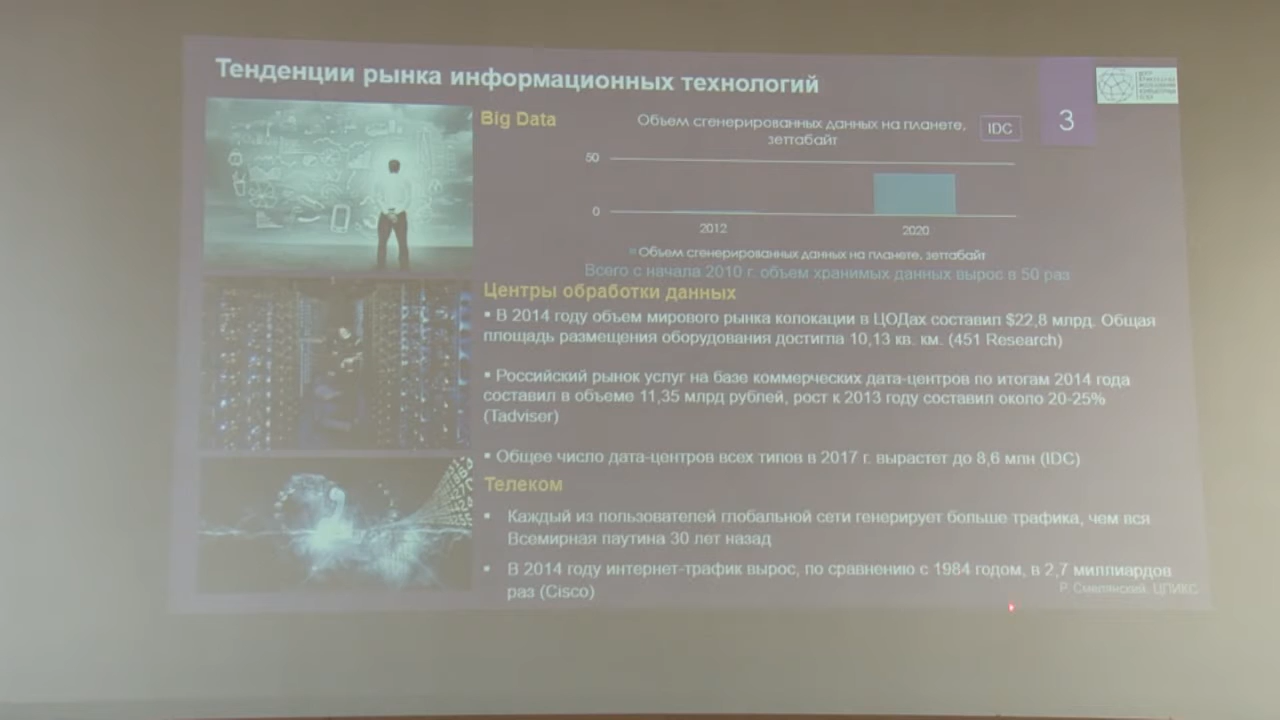 Тенденции рынка информационных технологий
3
Big Data
Объем сгенерированных данных на планете,
зеттабайт
IDC
50
0
2012
2020
Объем сгенерированных данных на планете, зеттабайт
Всего с начала 2010 г. объем хранимых данных вырос в 50 раз
Центры обработки данных
▪ В 2014 году объем мирового рынка колокации в ЦОДах составил $22,8 млрд. Общая
площадь размещения оборудования достигла 10,13 кв. км. (451 Research)
▪ Российский рынок услуг на базе коммерческих дата-центров по итогам 2014 года
составил в объеме 11,35 млрд рублей, рост к 2013 году составил около 20-25%
(Tadviser)
▪ Общее число дата-центров всех типов в 2017 г. вырастет до 8,6 млн (IDC)
Телеком
▪ Каждый из пользователей глобальной сети генерирует больше трафика, чем вся
Всемирная паутина 30 лет назад
▪ В 2014 году интернет-трафик вырос, по сравнению с 1984 годом, в 2,7 миллиардов
раз (Cisco)
Р. Смелянский, ЦПИКС